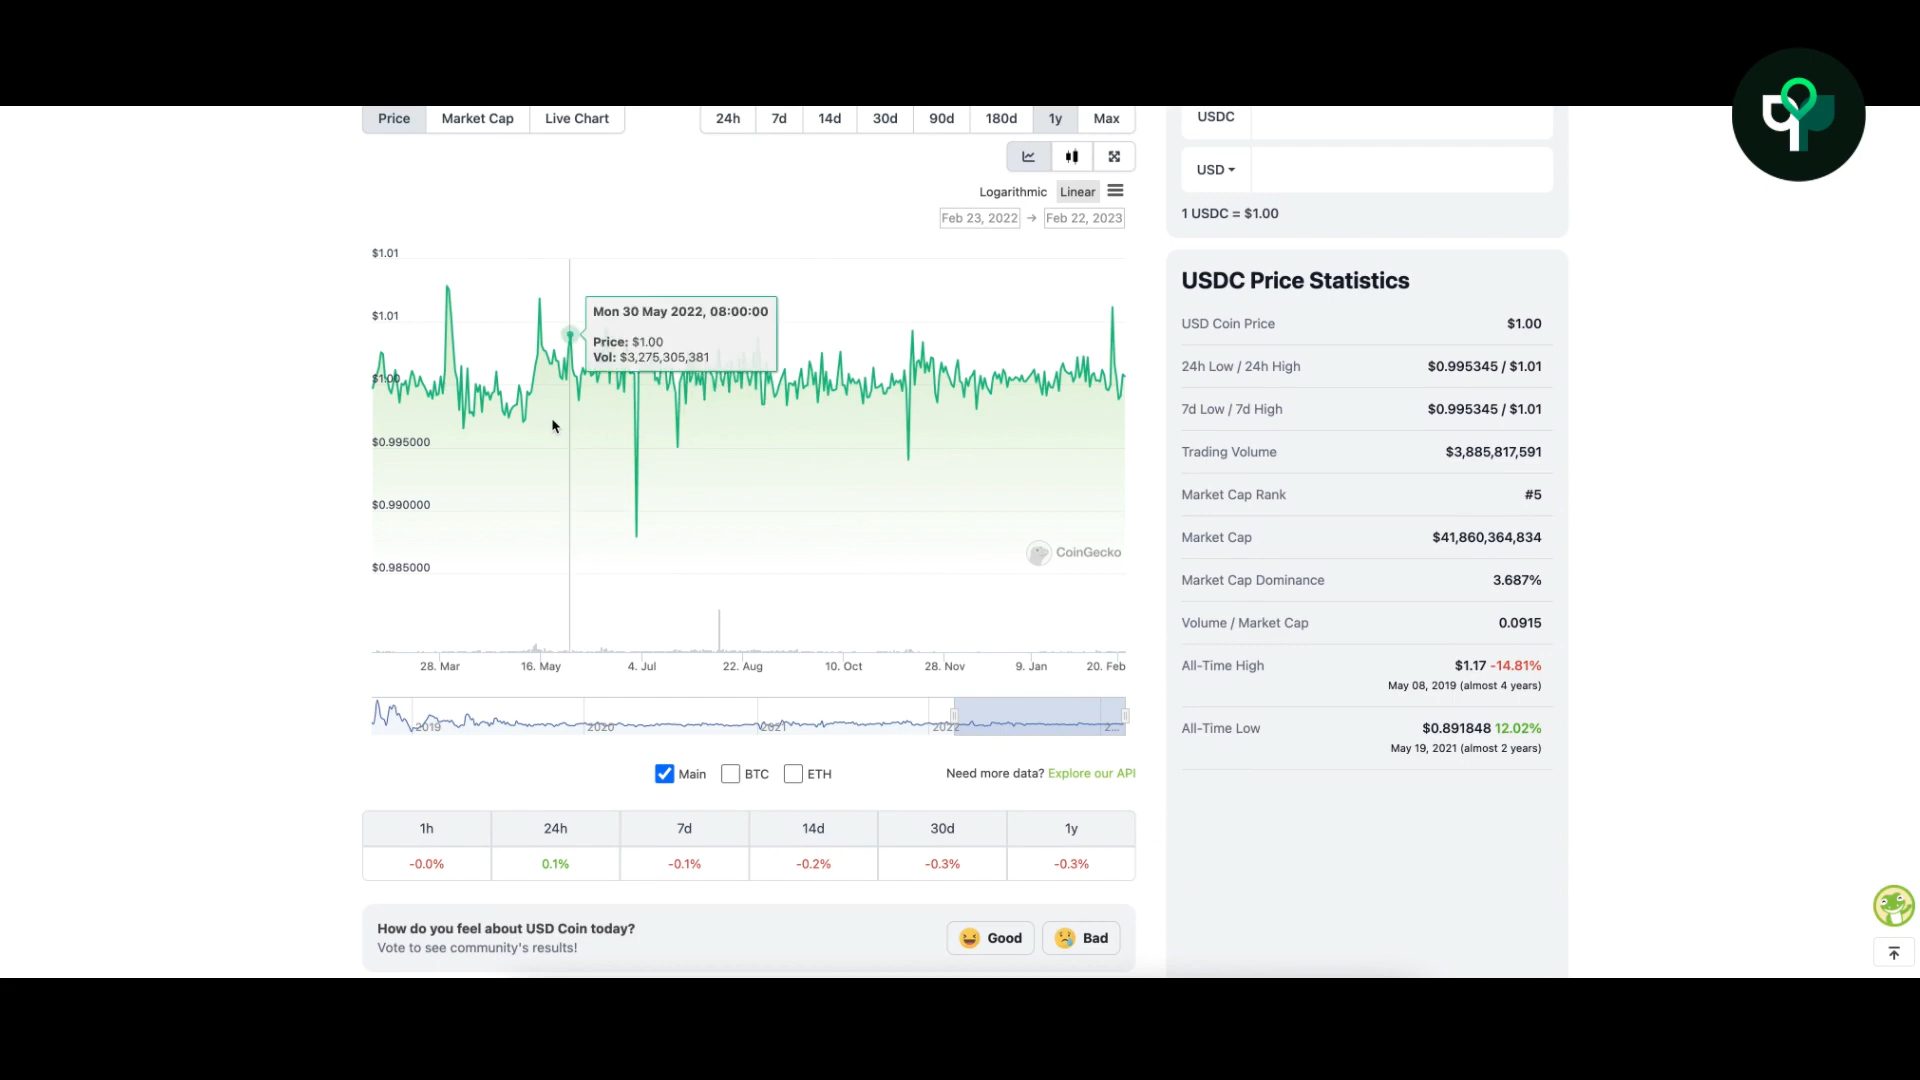 Price Market Cap Live Chart
24h 7d 14d 30d 90d 180d 1y Max
Logarithmic Linear
Feb 23, 2022 → Feb 22, 2023
$1.01
$1.01
$1.00
$0.995000
$0.990000
$0.985000
Mon 30 May 2022, 08:00:00
Price: $1.00
Vol: $3,275,305,381
CoinGecko
28. Mar 16. May 4. Jul 22. Aug 10. Oct 28. Nov 9. Jan 20. Feb
2019 2020 2021 2022 2...
Main BTC ETH
Need more data? Explore our API
1h 24h 7d 14d 30d 1y
-0.0% 0.1% -0.1% -0.2% -0.3% -0.3%
How do you feel about USD Coin today?
Vote to see community's results!
Good Bad
USDC
USD
1 USDC = $1.00
USDC Price Statistics
USD Coin Price $1.00
24h Low / 24h High $0.995345 / $1.01
7d Low / 7d High $0.995345 / $1.01
Trading Volume $3,885,817,591
Market Cap Rank #5
Market Cap $41,860,364,834
Market Cap Dominance 3.687%
Volume / Market Cap 0.0915
All-Time High $1.17 -14.81%
May 08, 2019 (almost 4 years)
All-Time Low $0.891848 12.02%
May 19, 2021 (almost 2 years)